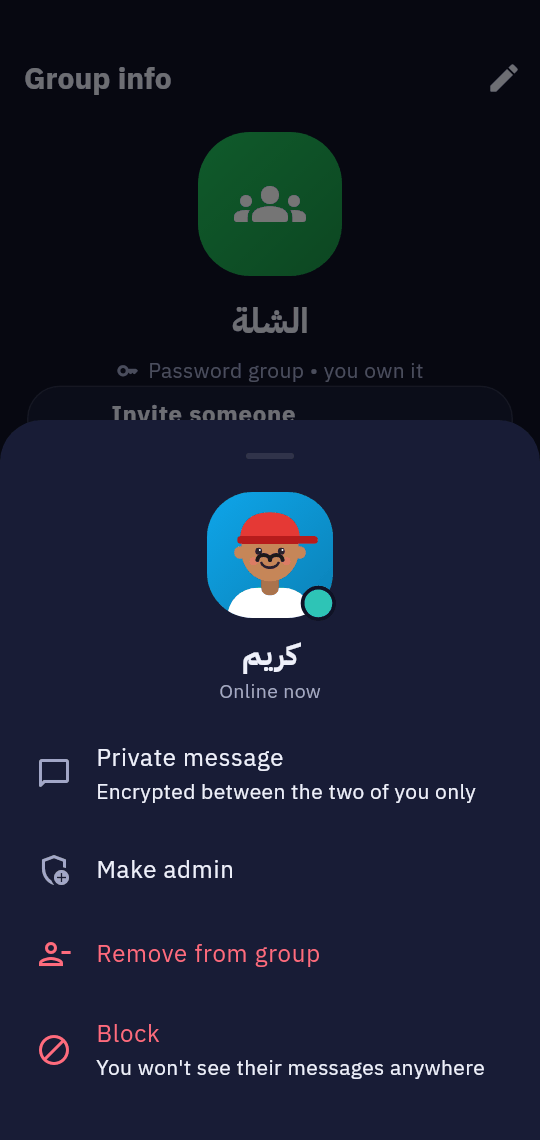 Group info
الشلة
Password group • you own it
Invite someone
كريم
Online now
Private message
Encrypted between the two of you only
Make admin
Remove from group
Block
You won't see their messages anywhere